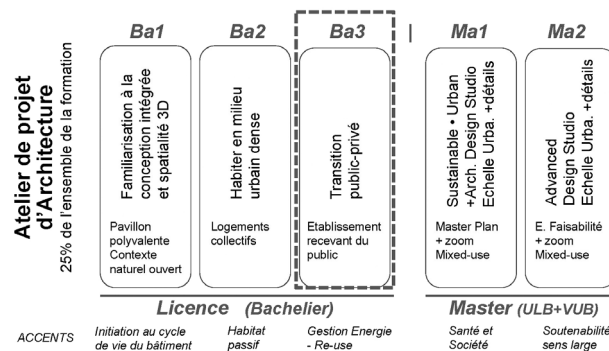 Ba1 Ba2 Ba3 | Ma1 Ma2
Atelier de projet
d'Architecture
25% de l'ensemble de la formation
Familiarisation à la
conception intégrée
et spatialité 3D
Pavillon
polyvalente
Contexte
naturel ouvert
Habiter en milieu
urbain dense
Logements
collectifs
Transition
public-privé
Etablissement
recevant du
public
Sustainable • Urban
+Arch. Design Studio
Echelle Urba. +détails
Master Plan
+ zoom
Mixed-use
Advanced
Design Studio
Echelle Urba. +détails
E. Faisabilité
+ zoom
Mixed-use
Licence (Bachelier)
Master (ULB+VUB)
ACCENTS
Initiation au cycle
de vie du bâtiment
Habitat
passif
Gestion Energie
- Re-use
Santé et
Société
Soutenabilité
sens large